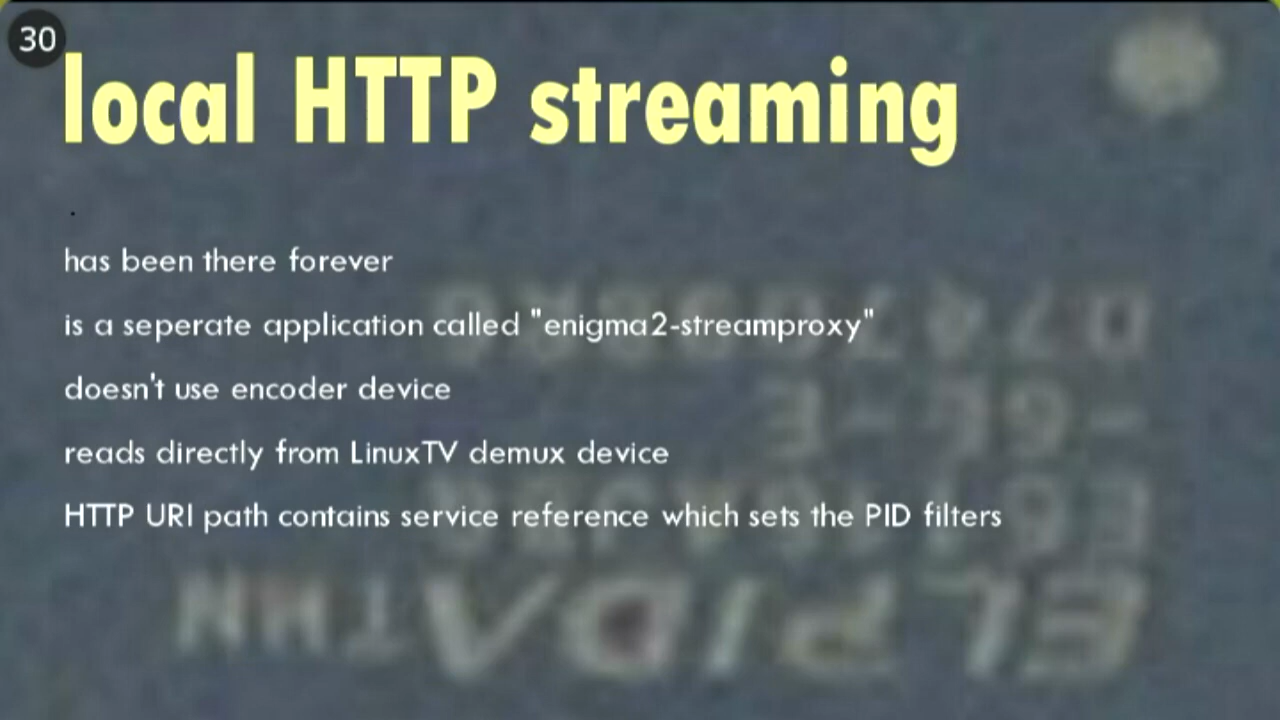 30
local HTTP streaming
.
has been there forever
is a seperate application called "enigma2-streamproxy"
doesn't use encoder device
reads directly from LinuxTV demux device
HTTP URI path contains service reference which sets the PID filters